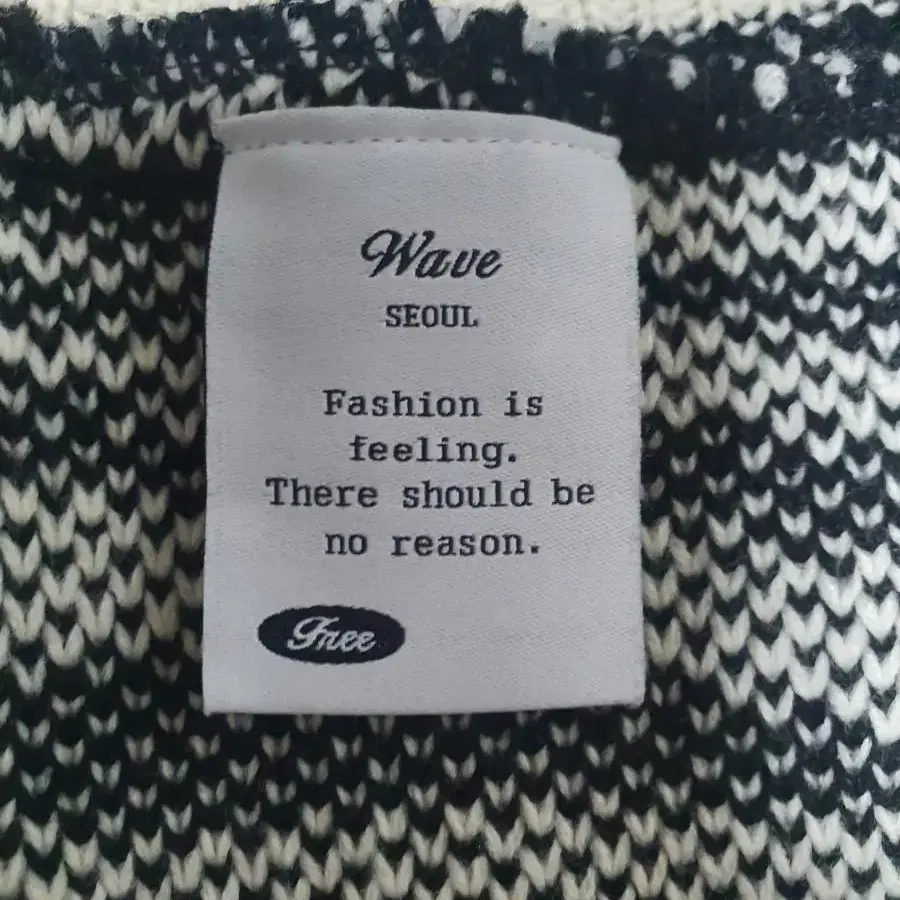 Wave
SEOUL
Fashion is
feeling.
There should be
no reason.
Free